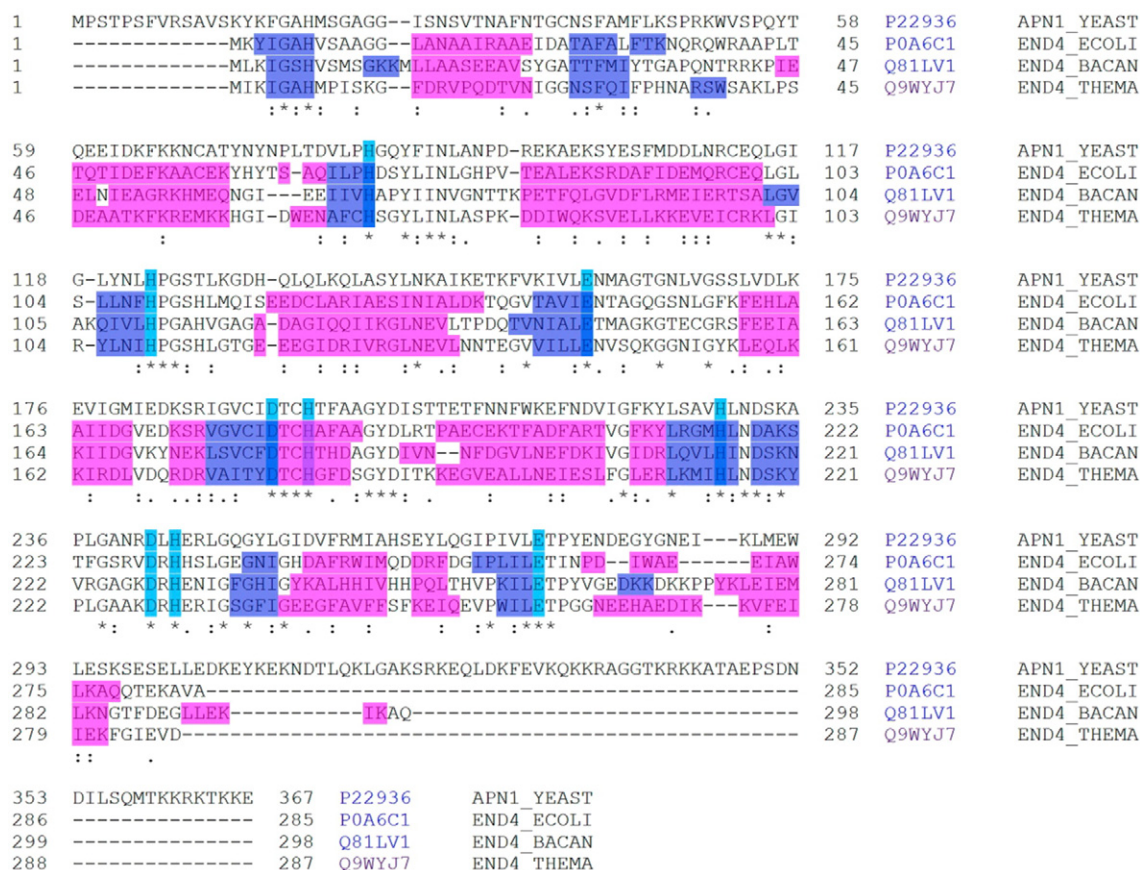 1 MPSTPSFVRSAVSKYKFGAHMSGAGG--ISNSVTNAFNTGCNSFAMFLKSPRKWVSPQYT 58 P22936 APN1_YEAST
1 -------------MKYIGAHVSAAGG--LANAAIRAAEIDATAFALFTKNQRQWRAAPLT 45 P0A6C1 END4_ECOLI
1 -------------MLKIGSHVSMSGKKMLLAASEEAVSYGATTFMIYTGAPQNTRRKPIE 47 Q81LV1 END4_BACAN
1 -------------MIKIGAHMPISKG--FDRVPQDTVNIGGNSFQIFPHNARSWSAKLPS 45 Q9WYJ7 END4_THEMA
:*:* : : . :* : :.
59 QEEIDKFKKNCATYNYNPLTDVLPHGQYFINLANPD-REKAEKSYESFMDDLNRCEQLGI 117 P22936 APN1_YEAST
46 TQTIDEFKAACEKYHYTS-AQILPHDSYLINLGHPV-TEALEKSRDAFIDEMQRCEQLGL 103 P0A6C1 END4_ECOLI
48 ELNIEAGRKHMEQNGI---EEIIVHAPYIINVGNTTKPETFQLGVDFLRMEIERTSALGV 104 Q81LV1 END4_BACAN
46 DEAATKFKREMKKHGID-WENAFCHSGYLINLASPK-DDIWQKSVELLKKEVEICRKLGI 103 Q9WYJ7 END4_THEMA
: : : * *:**:. : : . : : ::: **:
118 G-LYNLHPGSTLKGDH-QLQLKQLASYLNKAIKETKFVKIVLENMAGTGNLVGSSLVDLK 175 P22936 APN1_YEAST
104 S-LLNFHPGSHLMQISEEDCLARIAESINIALDKTQGVTAVIENTAGQGSNLGFKFEHLA 162 P0A6C1 END4_ECOLI
105 AKQIVLHPGAHVGAGA-DAGIQQIIKGLNEVLTPDQTVNIALETMAGKGTECGRSFEEIA 163 Q81LV1 END4_BACAN
104 R-YLNIHPGSHLGTGE-EEGIDRIVRGLNEVLNNTEGVVILLENVSQKGGNIGYKLEQLK 161 Q9WYJ7 END4_THEMA
:***: : : : :: :* .: : * :*. : * * .: .:
176 EVIGMIEDKSRIGVCIDTCHTFAAGYDISTTETFNNFWKEFNDVIGFKYLSAVHLNDSKA 235 P22936 APN1_YEAST
163 AIIDGVEDKSRVGVCIDTCHAFAAGYDLRTPAECEKTFADFARTVGFKYLRGMHLNDAKS 222 P0A6C1 END4_ECOLI
164 KIIDGVKYNEKLSVCFDTCHTHDAGYDIVN--NFDGVLNEFDKIVGIDRLQVLHINDSKN 221 Q81LV1 END4_BACAN
162 KIRDLVDQRDRVAITYDTCHGFDSGYDITKKEGVEALLNEIESLFGLERLKMIHLNDSKY 221 Q9WYJ7 END4_THEMA
: :. ..::.: **** . :***: . : :: .*:. * :*:**:*
236 PLGANRDLHERLGQGYLGIDVFRMIAHSEYLQGIPIVLETPYENDEGYGNEI--KLMEW 292 P22936 APN1_YEAST
223 TFGSRVDRHHSLGEGNIGHDAFRWIMQDDRFDGIPLILETINPD--IWAE----EIAW 274 P0A6C1 END4_ECOLI
222 VRGAGKDRHENIGFGHIGYKALHHIVHHPQLTHVPKILETPYVGEDKKDKKPPYKLEIEM 281 Q81LV1 END4_BACAN
222 PLGAAKDRHERIGSGFIGEEGFAVFFSFKEIQEVPWILETPGGNEEHAEDIK---KVFEI 278 Q9WYJ7 END4_THEMA
*: * * :* * :* . : : : :* :*** . :
293 LESKSESELLEDKEYKEKNDTLQKLGAKSRKEQLDKFEVKQKKRAGGTKRKKATAEPSDN 352 P22936 APN1_YEAST
275 LKAQQTEKAVA------------------------------------------------- 285 P0A6C1 END4_ECOLI
282 LKNGTFDEGLLEK-----------IKAQ-------------------------------- 298 Q81LV1 END4_BACAN
279 IEKFGIEVD--------------------------------------------------- 287 Q9WYJ7 END4_THEMA
:: .
353 DILSQMTKKRKTKKE 367 P22936 APN1_YEAST
286 --------------- 285 P0A6C1 END4_ECOLI
299 --------------- 298 Q81LV1 END4_BACAN
288 --------------- 287 Q9WYJ7 END4_THEMA